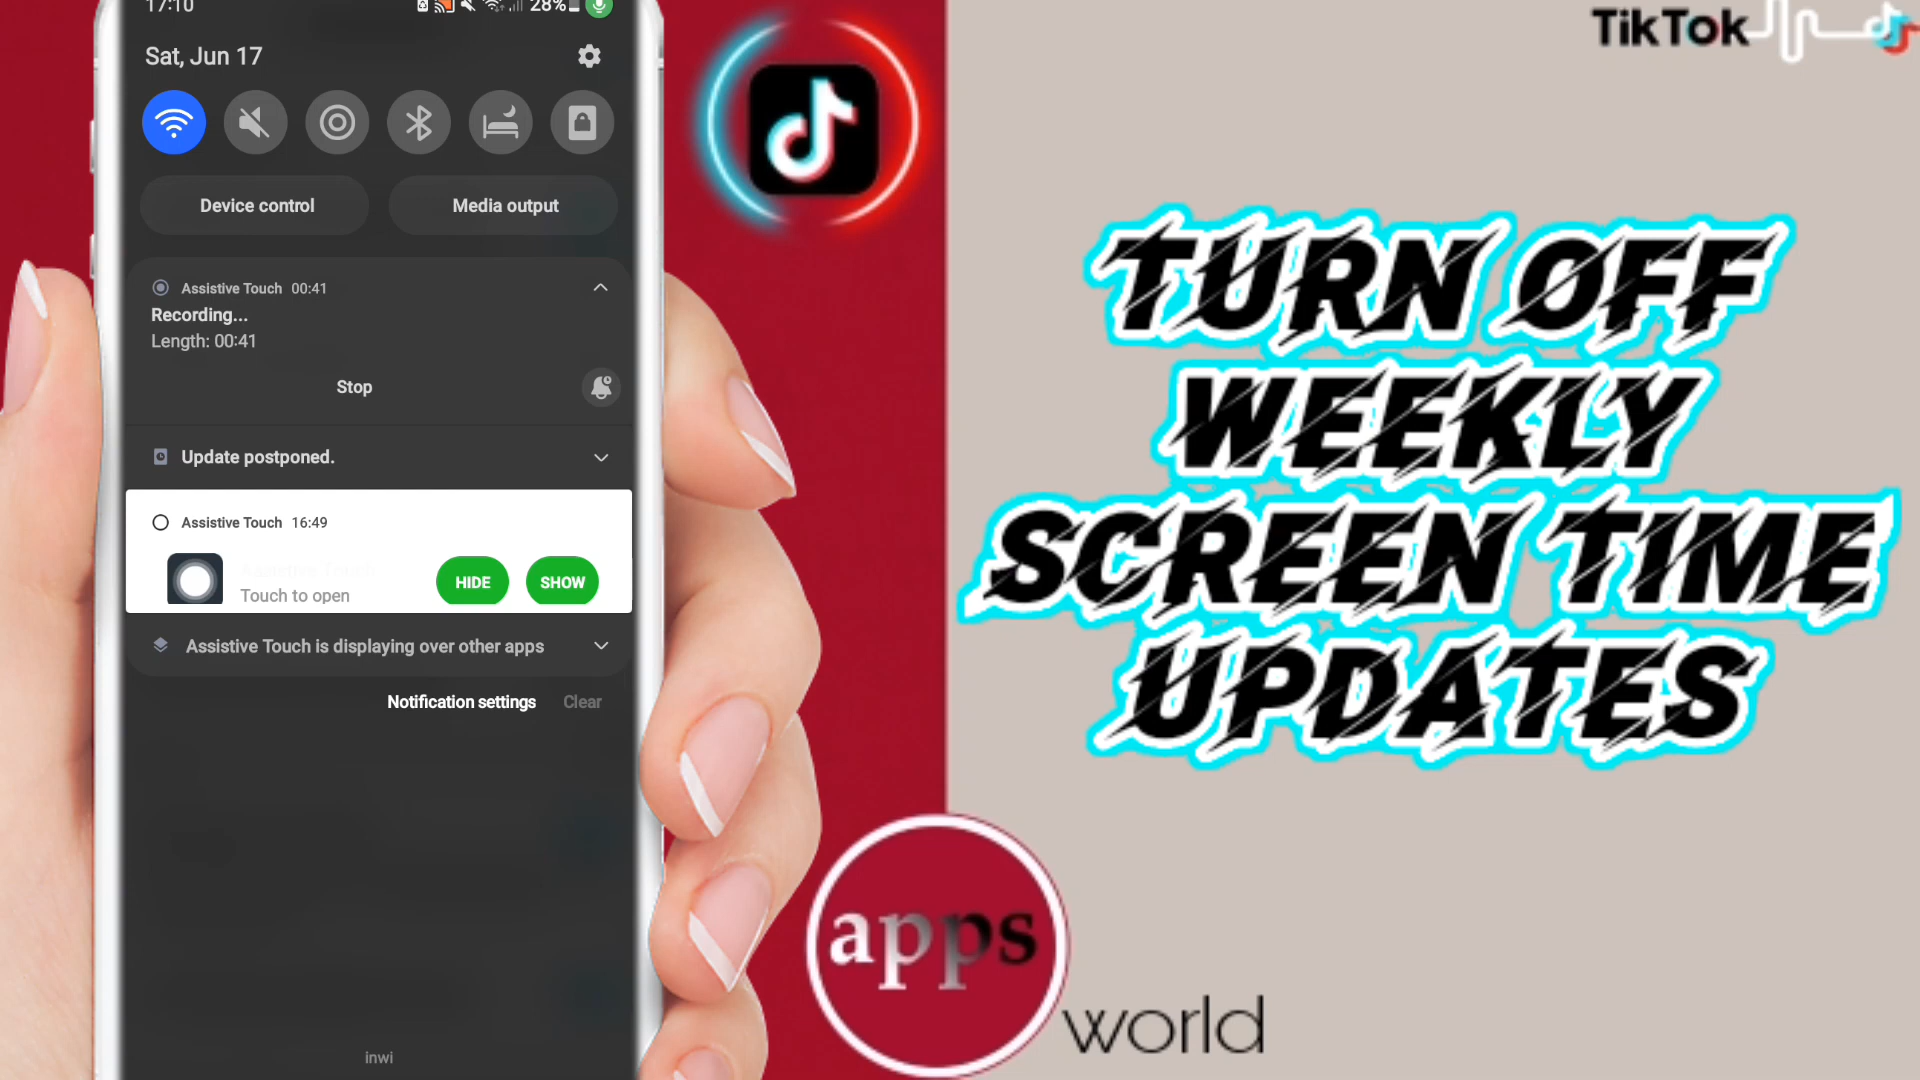 17:10
28%
Sat, Jun 17
Device control
Media output
Assistive Touch 00:41
Recording...
Length: 00:41
Stop
Update postponed.
Assistive Touch 16:49
Assistive Touch
Touch to open
HIDE
SHOW
Assistive Touch is displaying over other apps
Notification settings
Clear
inwi
TikTok
TURN OFF
WEEKLY
SCREEN TIME
UPDATES
apps
world